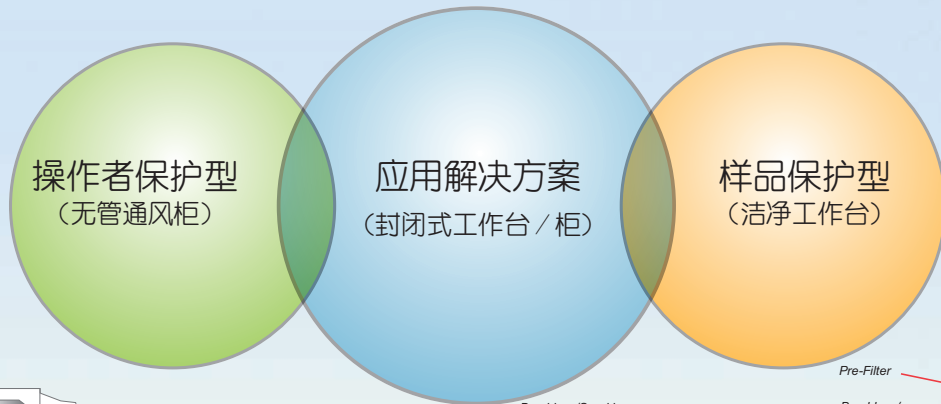 操作者保护型
（无管通风柜）
应用解决方案
（封闭式工作台／柜）
样品保护型
（洁净工作台）
Pre-Filter